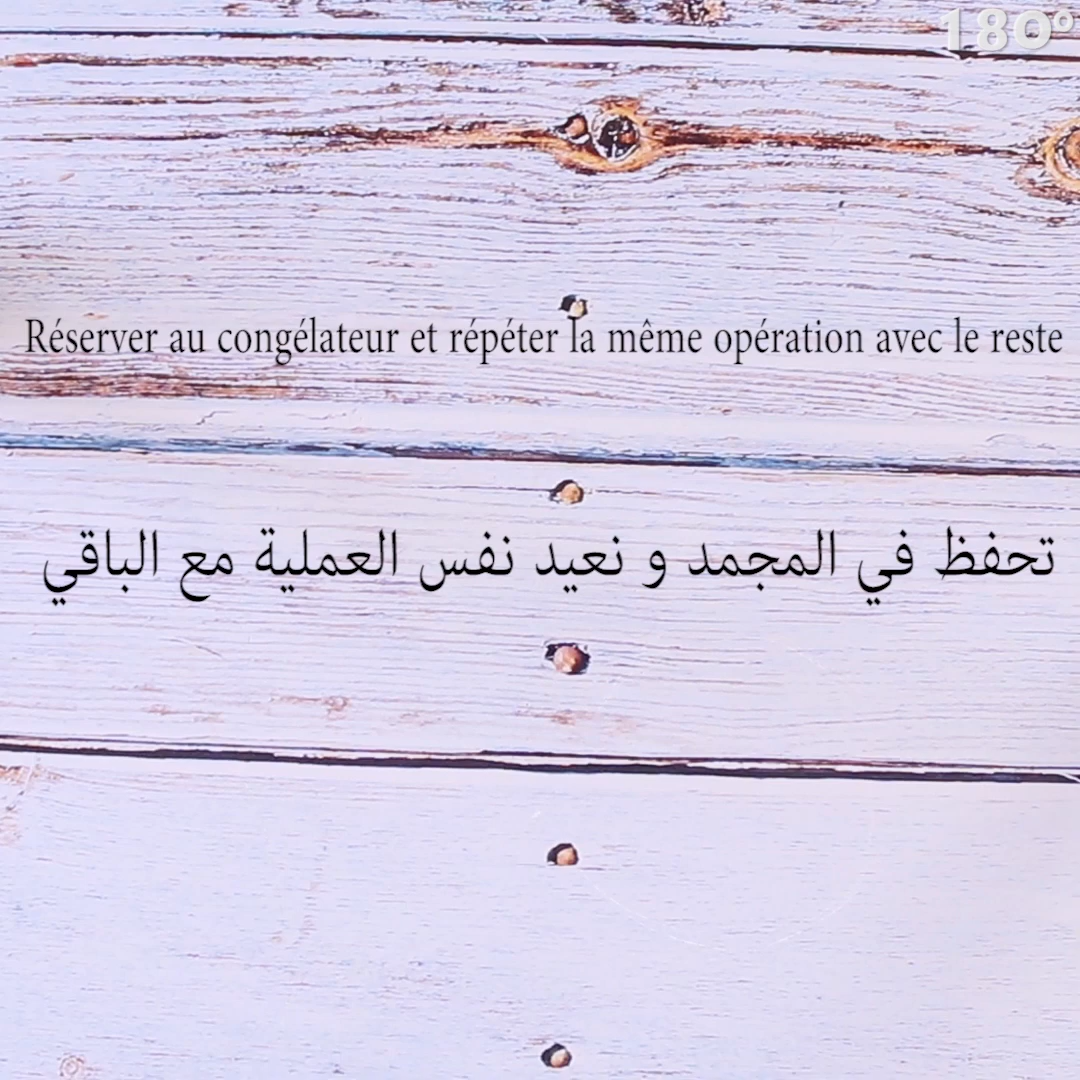 180°
Réserver au congélateur et répéter la même opération avec le reste
تحفظ في المجمد و نعيد نفس العملية مع الباقي